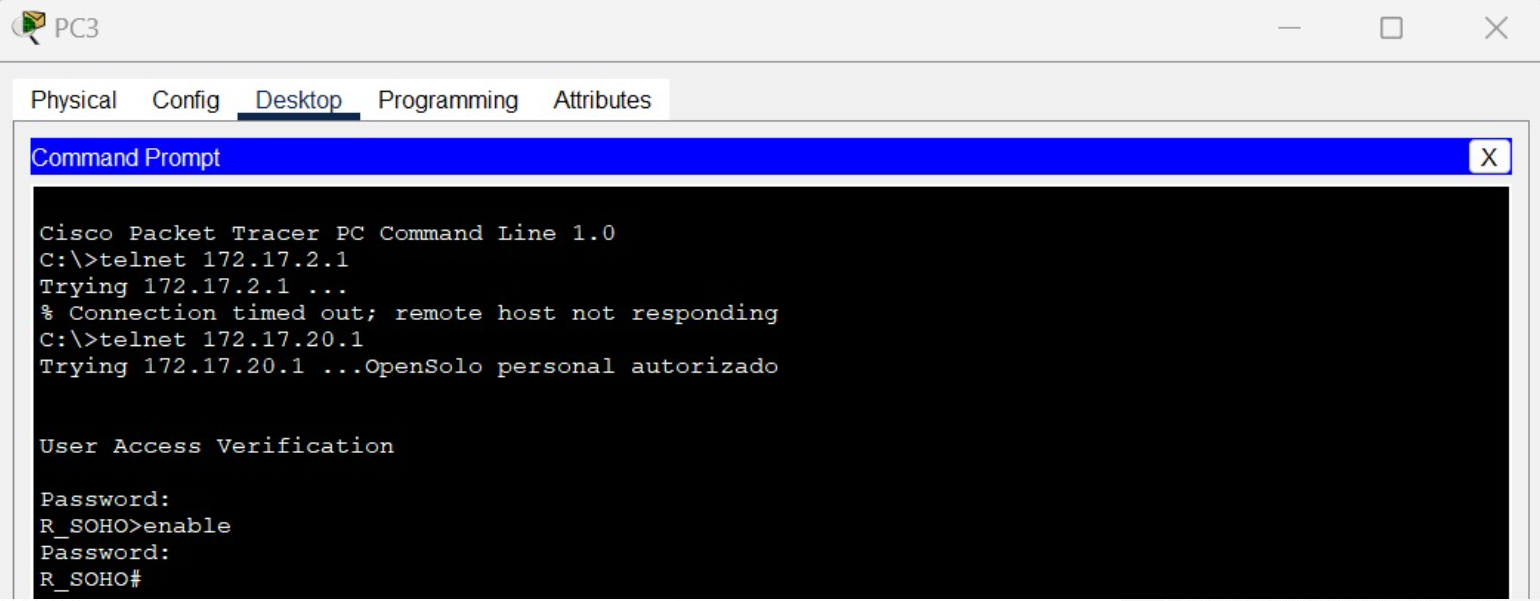 PC3
Physical Config Desktop Programming Attributes
Command Prompt
X
Cisco Packet Tracer PC Command Line 1.0
C:\>telnet 172.17.2.1
Trying 172.17.2.1 ...
% Connection timed out; remote host not responding
C:\>telnet 172.17.20.1
Trying 172.17.20.1 ...OpenSolo personal autorizado
User Access Verification
Password:
R_SOHO>enable
Password:
R_SOHO#